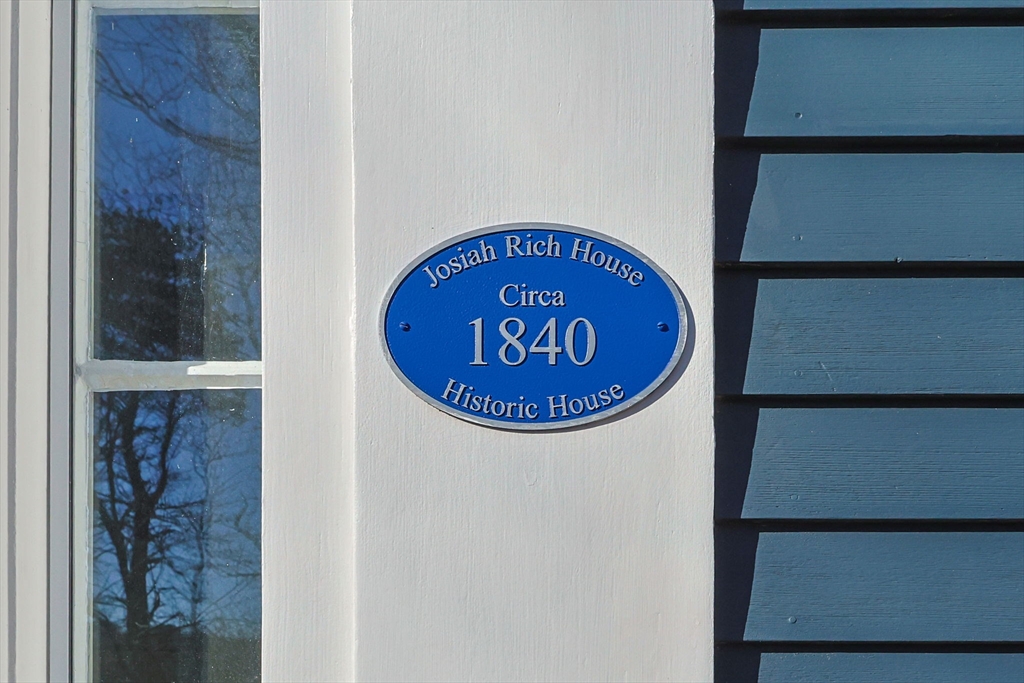 Josiah Rich House
Circa
1840
Historic House